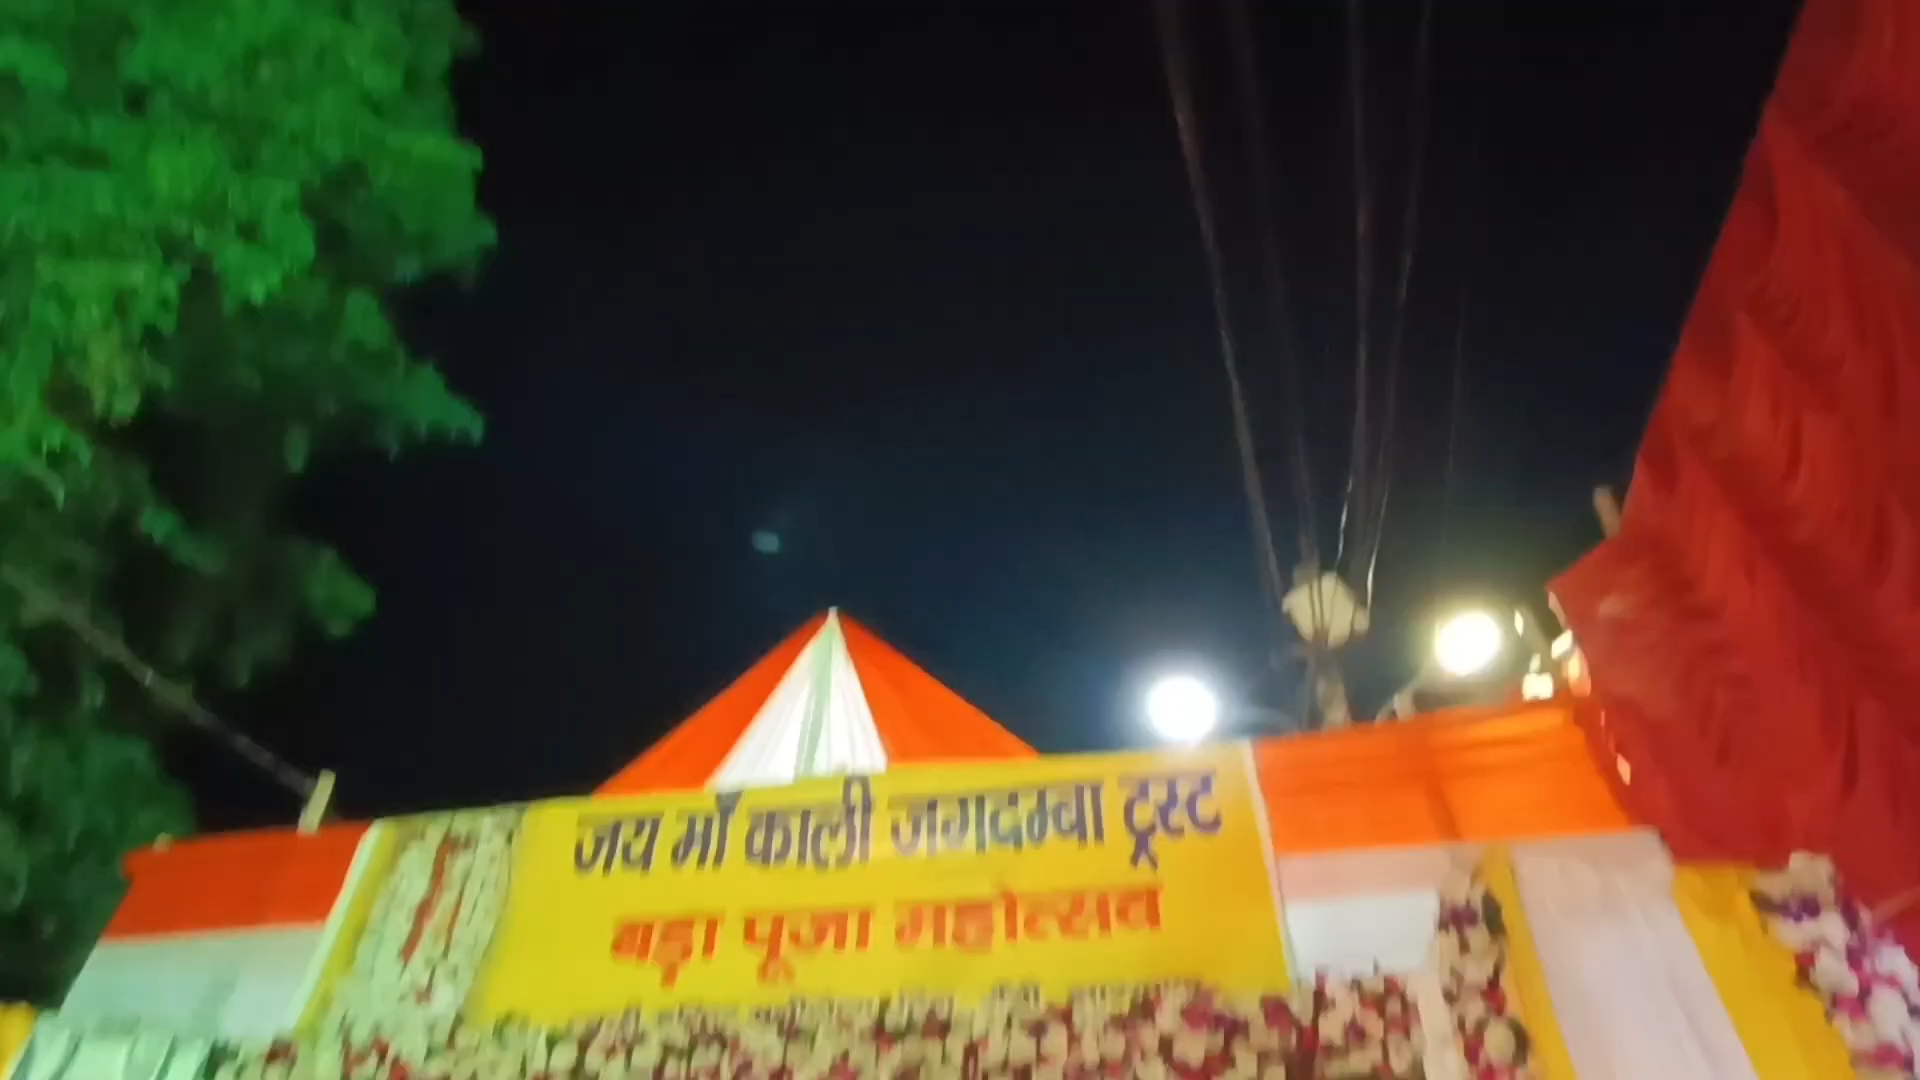 जय माँ काली जगदम्बा ट्रस्ट
बड़ा पूजा महोत्सव